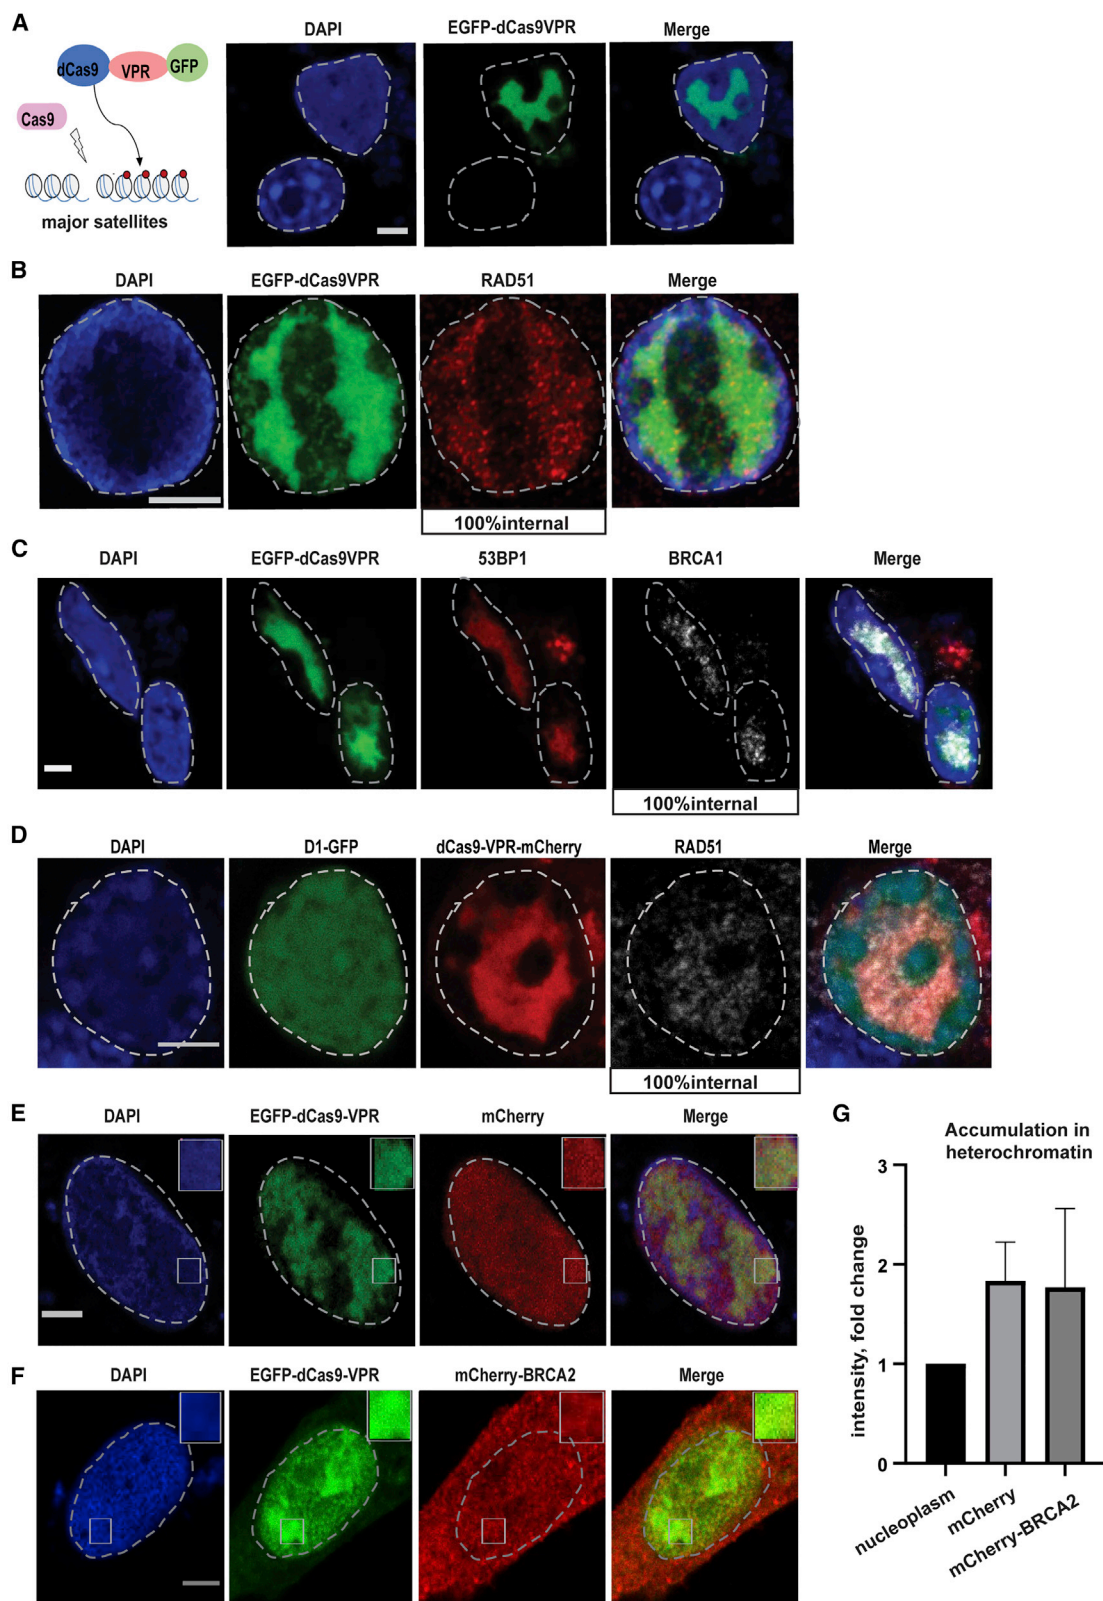 A
dCas9
VPR
GFP
Cas9
major satellites
DAPI
EGFP-dCas9VPR
Merge
B
DAPI
EGFP-dCas9VPR
RAD51
Merge
100%internal
C
DAPI
EGFP-dCas9VPR
53BP1
BRCA1
Merge
100%internal
D
DAPI
D1-GFP
dCas9-VPR-mCherry
RAD51
Merge
100%internal
E
DAPI
EGFP-dCas9-VPR
mCherry
Merge
F
DAPI
EGFP-dCas9-VPR
mCherry-BRCA2
Merge
G
Accumulation in
heterochromatin
intensity, fold change
3
2
1
0
nucleoplasm
mCherry
mCherry-BRCA2